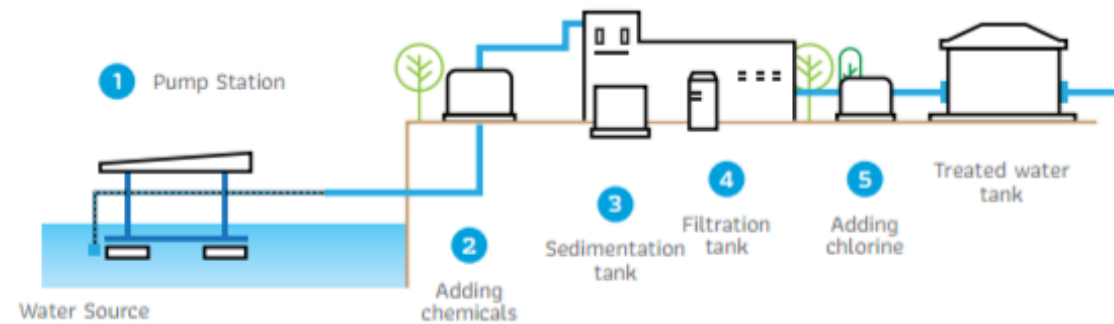 1 Pump Station
Water Source
2
Adding
chemicals
3
Sedimentation
tank
4
Filtration
tank
5
Adding
chlorine
Treated water
tank